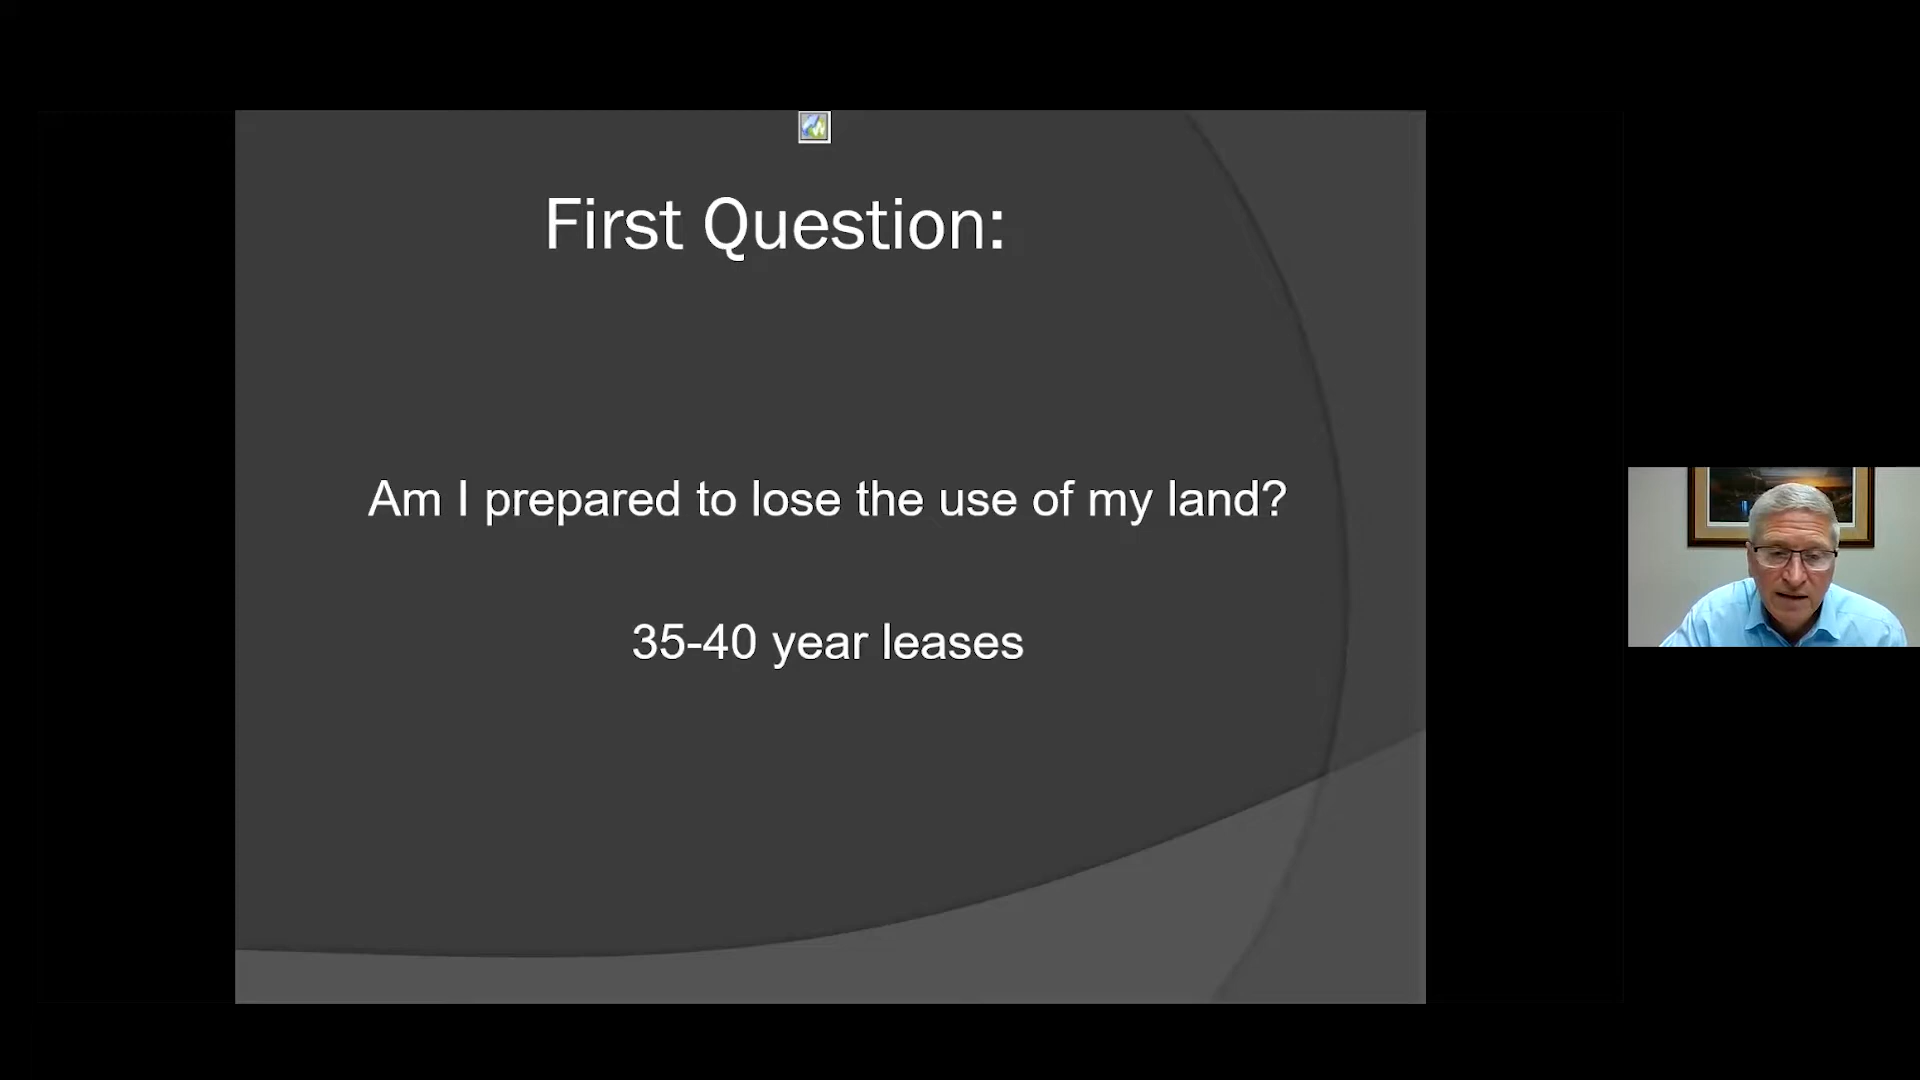 First Question:
Am I prepared to lose the use of my land?
35-40 year leases